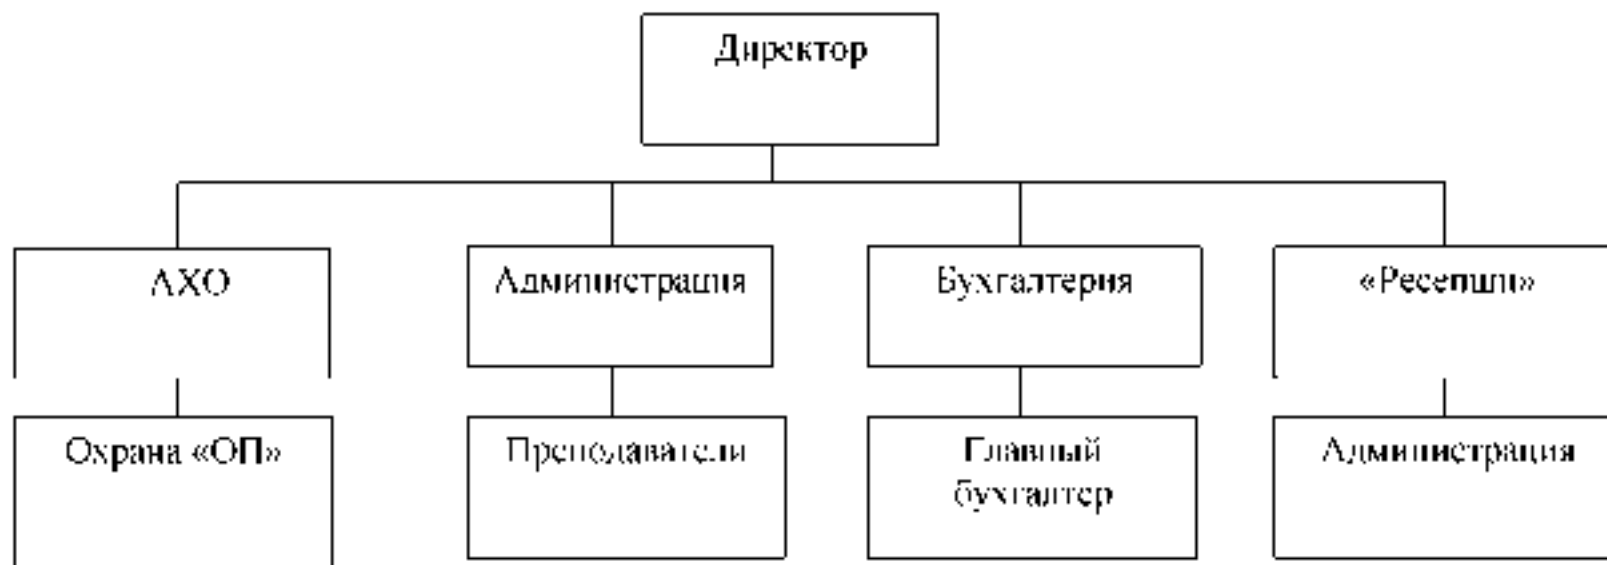 Директор
АХО
Администрация
Бухгалтерия
«Ресепшн»
Охрана «ОП»
Преподаватели
Главный
бухгалтер
Администрация